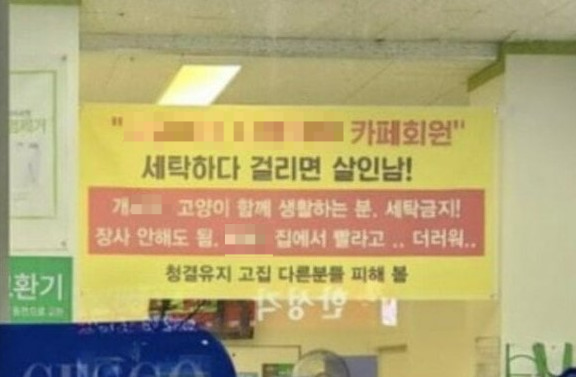 " 카페회원"
세탁하다 걸리면 살인남!
개 고양이 함께 생활하는 분. 세탁금지!
장사 안해도 됨. 집에서 빨라고 .. 더러워..
청결유지 고집 다른분들 피해 봄
환기